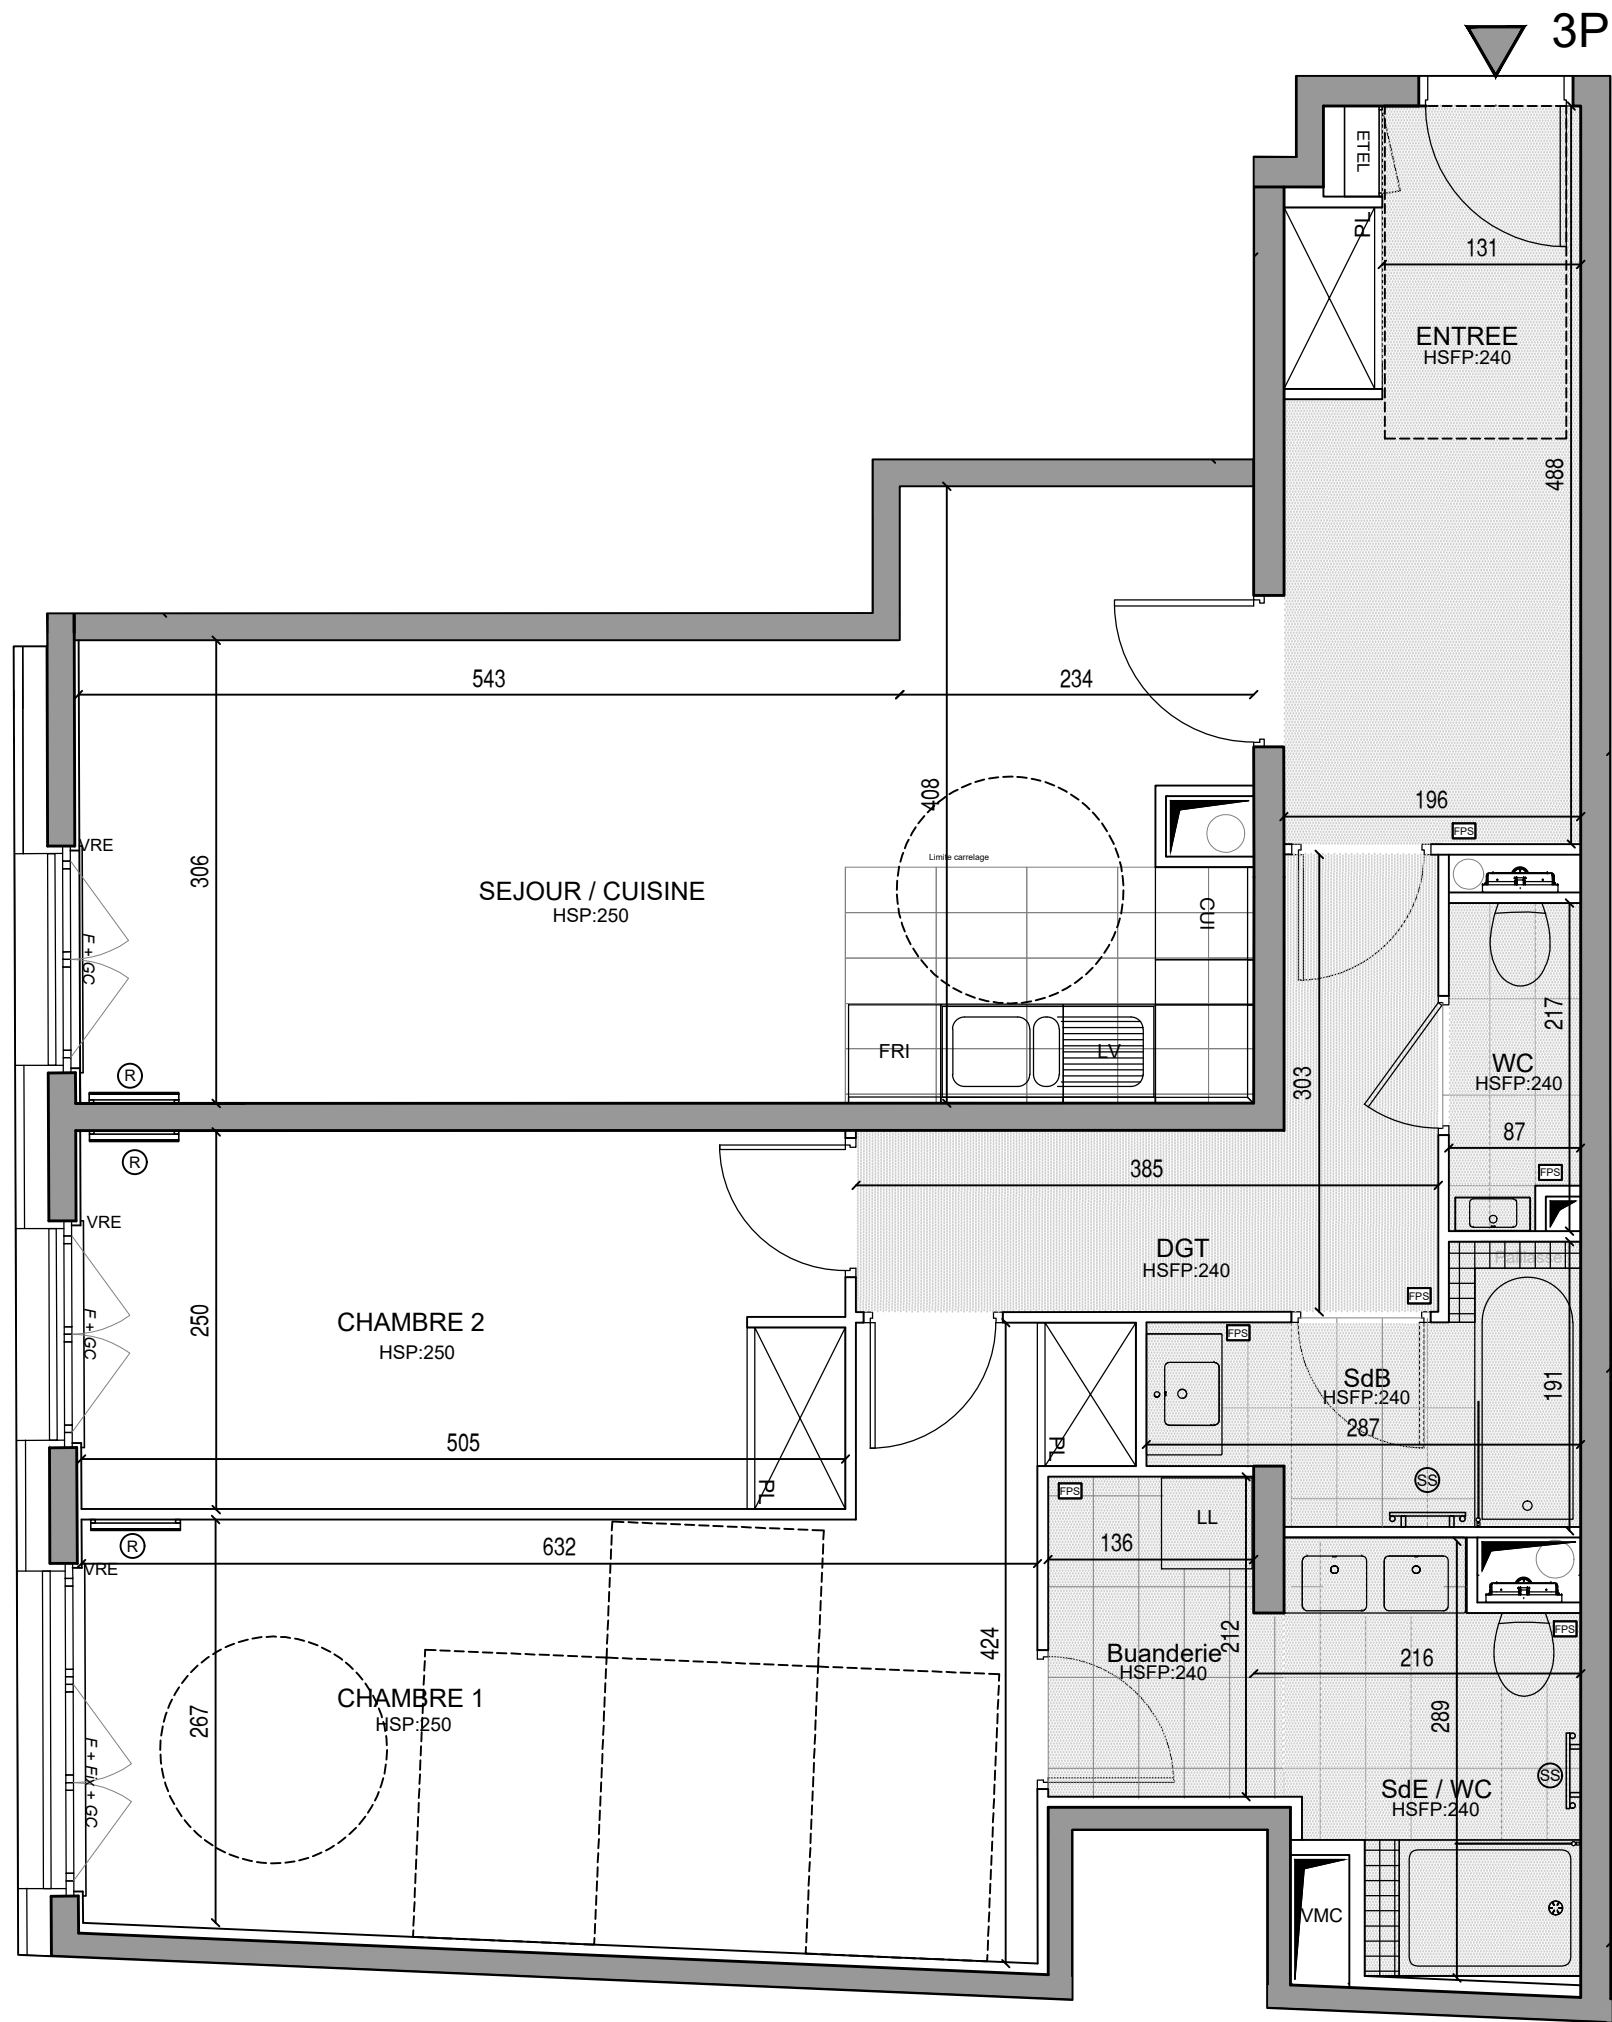 3P
ETEL
PL
131
ENTREE
HSFP:240
488
543
234
408
196
FPS
VRE
306
Limite carrelage
SEJOUR / CUISINE
HSP:250
CUI
F + GC
217
FRI
LV
WC
HSFP:240
303
R
87
R
385
FPS
VRE
DGT
HSFP:240
FPS
Paillasse
250
F + GC
CHAMBRE 2
HSP:250
FPS
SdB
HSFP:240
191
287
505
PL
PL
SS
FPS
LL
R
632
136
VRE
212
FPS
424
Buanderie
HSFP:240
216
CHAMBRE 1
HSP:250
267
289
F + Fix + GC
SS
SdE / WC
HSFP:240
VMC